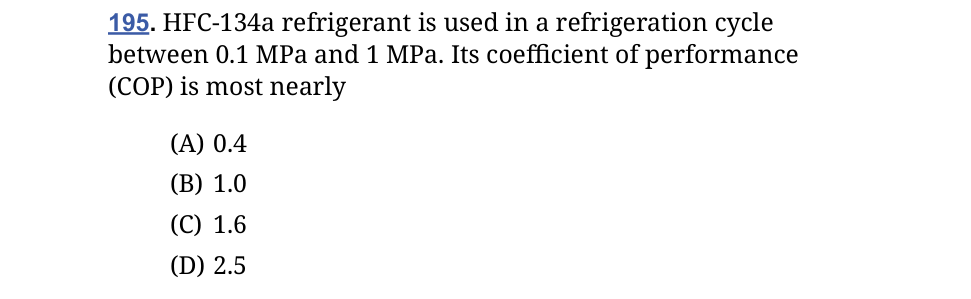 195. HFC-134a refrigerant is used in a refrigeration cycle
between 0.1 MPa and 1 MPa. Its coefficient of performance
(COP) is most nearly
(A) 0.4
(B) 1.0
(C) 1.6
(D) 2.5